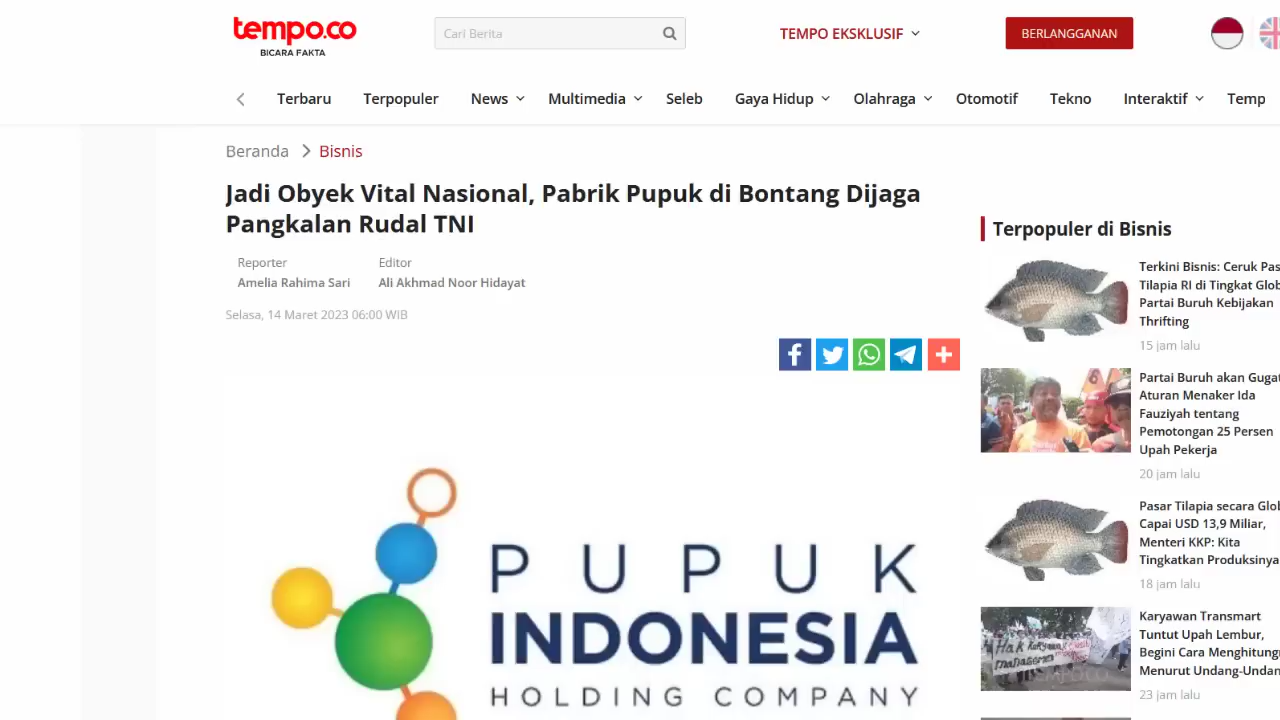 tempo.co
BICARA FAKTA
Cari Berita
TEMPO EKSKLUSIF
BERLANGGANAN
Terbaru
Terpopuler
News
Multimedia
Seleb
Gaya Hidup
Olahraga
Otomotif
Tekno
Interaktif
Temp
Beranda > Bisnis
Jadi Obyek Vital Nasional, Pabrik Pupuk di Bontang Dijaga
Pangkalan Rudal TNI
Reporter
Amelia Rahima Sari
Editor
Ali Akhmad Noor Hidayat
Selasa, 14 Maret 2023 06:00 WIB
PUPUK
INDONESIA
HOLDING COMPANY
Terpopuler di Bisnis
Terkini Bisnis: Ceruk Pas
Tilapia RI di Tingkat Glob
Partai Buruh Kebijakan
Thrifting
15 jam lalu
Partai Buruh akan Gugat
Aturan Menaker Ida
Fauziyah tentang
Pemotongan 25 Persen
Upah Pekerja
20 jam lalu
Pasar Tilapia secara Glob
Capai USD 13,9 Miliar,
Menteri KKP: Kita
Tingkatkan Produksinya
18 jam lalu
Karyawan Transmart
Tuntut Upah Lembur,
Begini Cara Menghitung
Menurut Undang-Undan
23 jam lalu